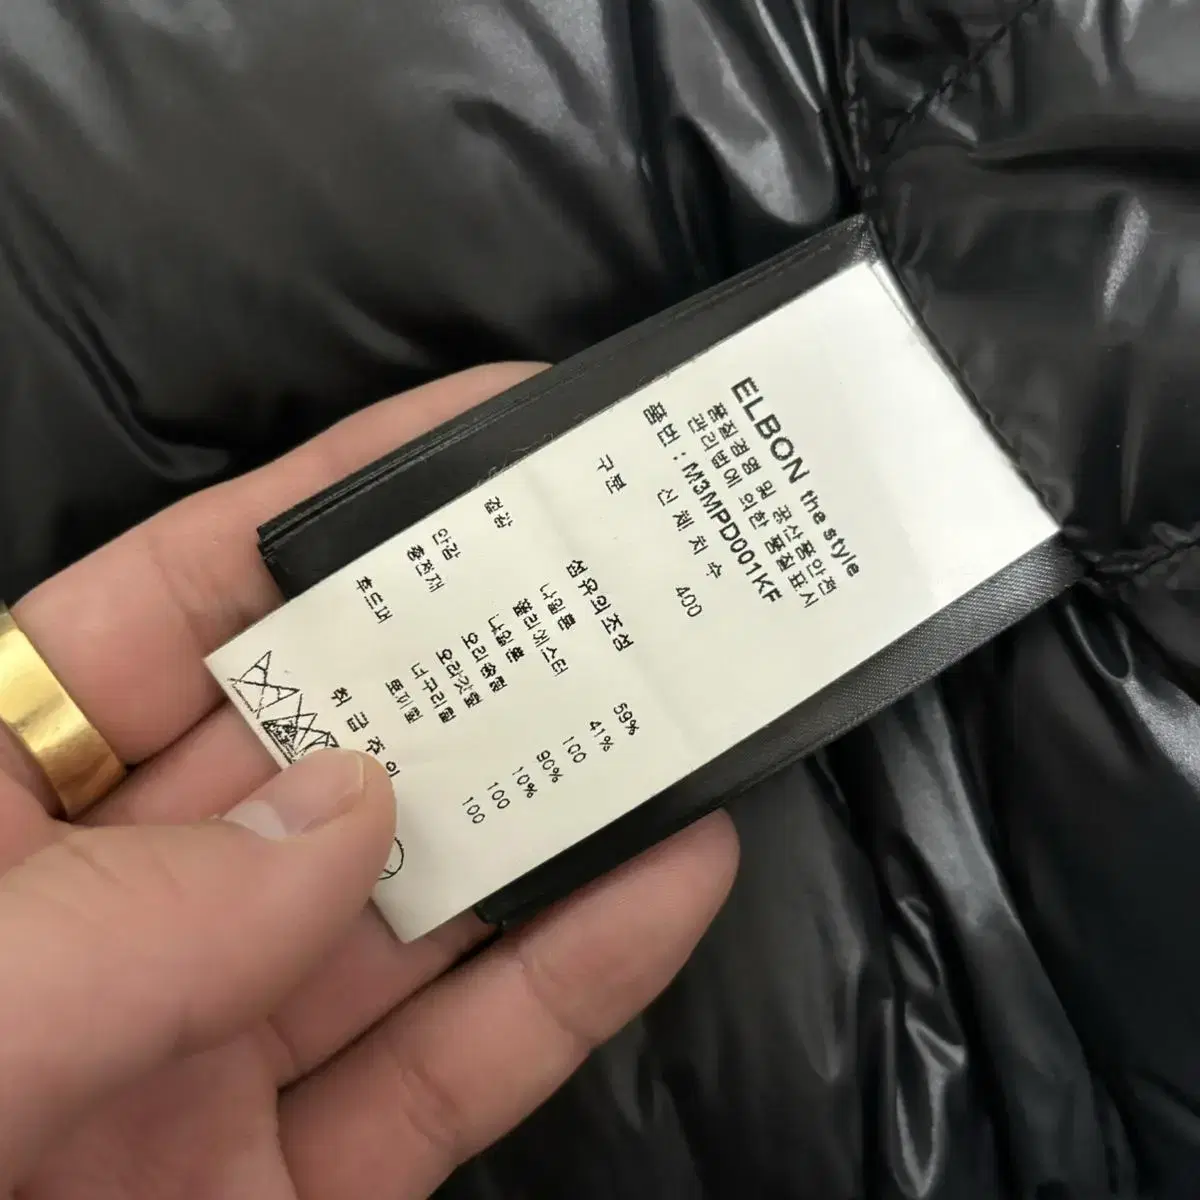 ELBON the style
품질경영 및 공산품안전
관리법에 의한 품질표시
품번 : M3MPD001KF
신체치수 400
구분 섬유의조성
겉감 나일론 59%
폴리에스터 41%
안감 나일론 100
충전재 오리솜털 90%
오리깃털 10%
후드퍼 너구리털 100
토끼털 100
취급주의